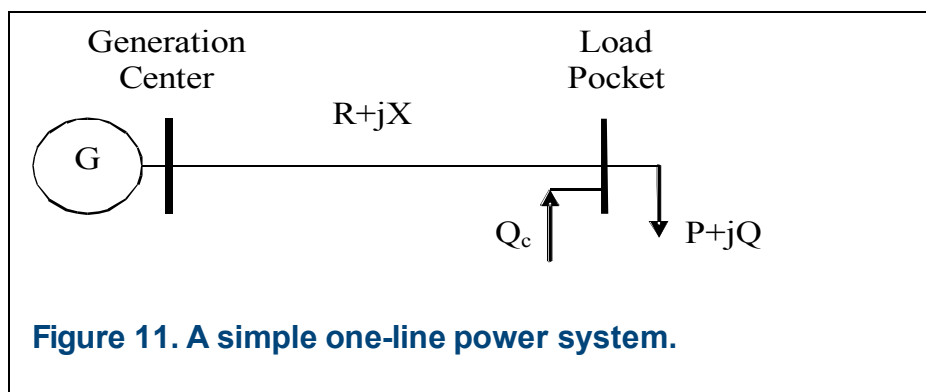 Generation
Center
Load
Pocket
R+jX
G
Qc
P+jQ
Figure 11. A simple one-line power system.